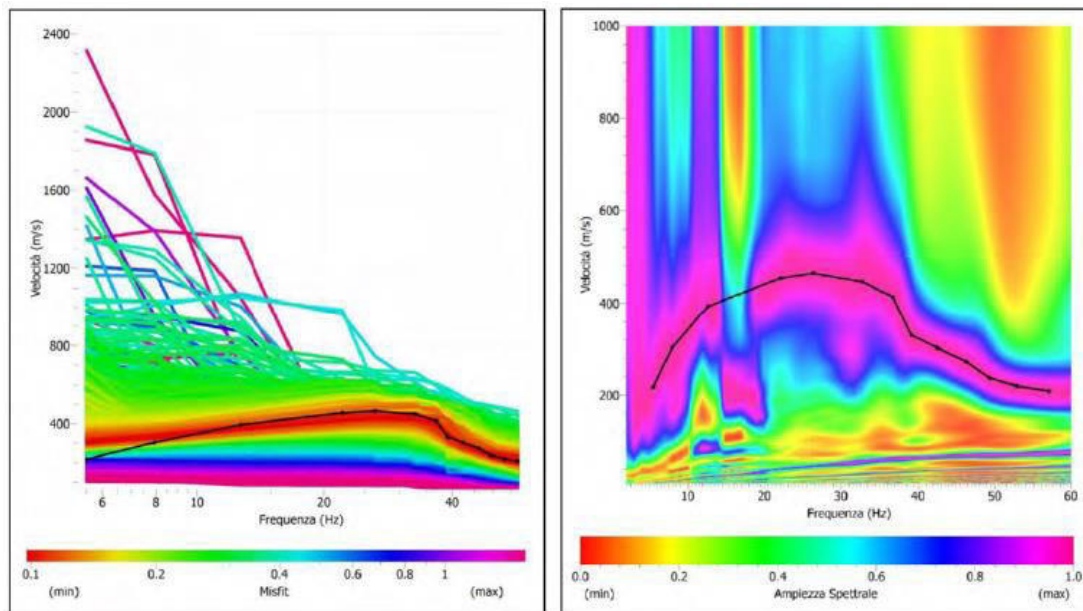 2400
2000
1600
1200
800
400
Velocità (m/s)
6 8 10 20 40
Frequenza (Hz)
0.1 0.2 0.4 0.6 0.8 1
(min) Misfit (max)
1000
800
600
400
200
Velocità (m/s)
10 20 30 40 50 60
Frequenza (Hz)
0.0 0.2 0.4 0.6 0.8 1.0
(min) Ampiezza Spettrale (max)